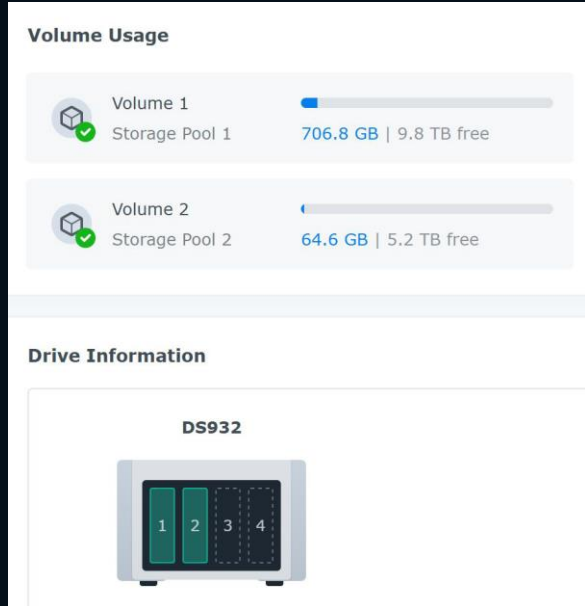 Volume Usage
Volume 1
Storage Pool 1
706.8 GB | 9.8 TB free
Volume 2
Storage Pool 2
64.6 GB | 5.2 TB free
Drive Information
DS932
1 2 3 4